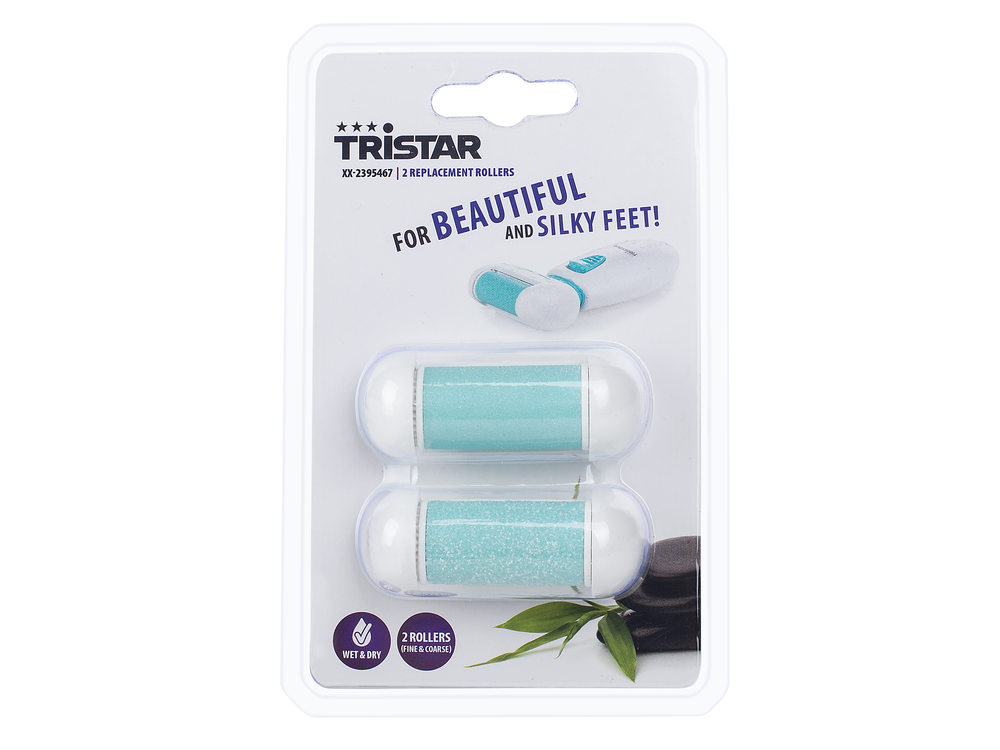 TRISTAR
XX-2395467 | 2 REPLACEMENT ROLLERS
FOR BEAUTIFUL
AND SILKY FEET!
WET & DRY
2 ROLLERS
(FINE & COARSE)